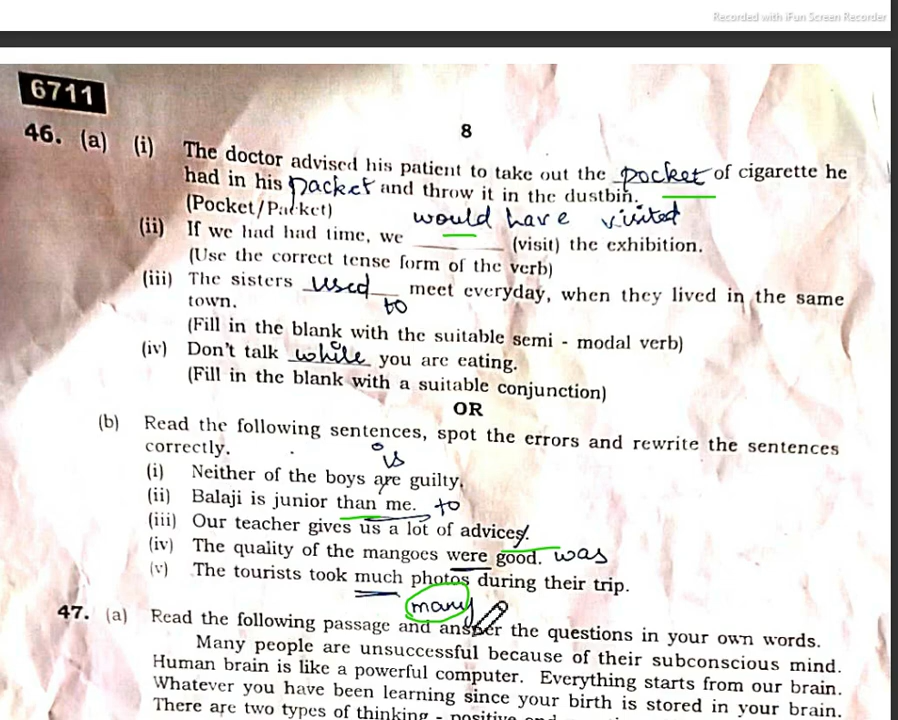 Recorded with iFun Screen Recorder
6711
8
46. (a) (i) The doctor advised his patient to take out the pocket of cigarette he
had in his packet and throw it in the dustbin.
(Pocket/Packet) would have visited
(ii) If we had had time, we ________ (visit) the exhibition.
(Use the correct tense form of the verb)
(iii) The sisters used meet everyday, when they lived in the same
town. to
(Fill in the blank with the suitable semi - modal verb)
(iv) Don't talk while you are eating.
(Fill in the blank with a suitable conjunction)
OR
(b) Read the following sentences, spot the errors and rewrite the sentences
correctly. is
(i) Neither of the boys are guilty.
(ii) Balaji is junior than me. to
(iii) Our teacher gives us a lot of advices.
(iv) The quality of the mangoes were good. was
(v) The tourists took much photos during their trip.
many
47. (a) Read the following passage and answer the questions in your own words.
Many people are unsuccessful because of their subconscious mind.
Human brain is like a powerful computer. Everything starts from our brain.
Whatever you have been learning since your birth is stored in your brain.
There are two types of thinking - positive and